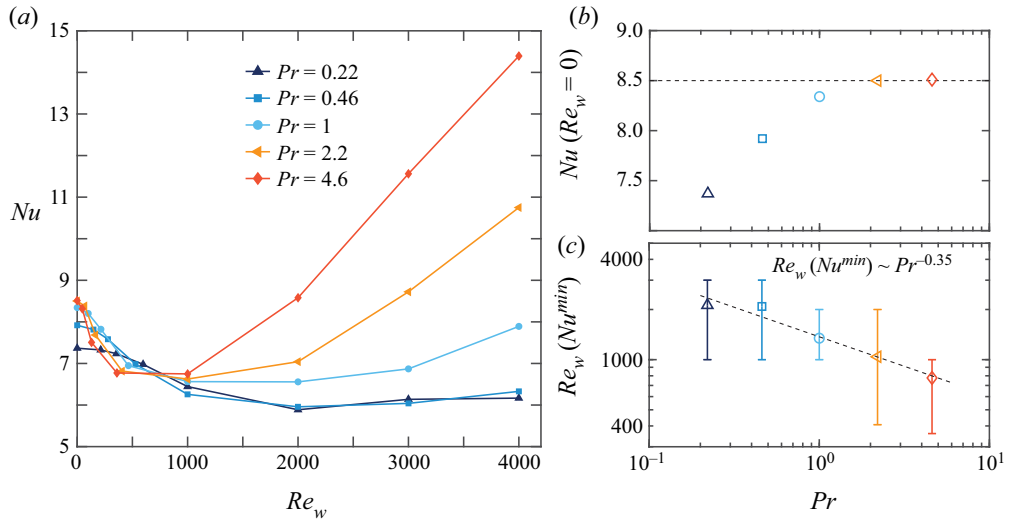 (a)
15
13
11
9
7
5
Nu
Pr = 0.22
Pr = 0.46
Pr = 1
Pr = 2.2
Pr = 4.6
0
1000
2000
3000
4000
Re_w
(b)
9.0
8.5
8.0
7.5
Nu (Re_w = 0)
(c)
4000
1000
400
Re_w (Nu^min)
Re_w (Nu^min) ~ Pr^−0.35
10^−1
10^0
10^1
Pr